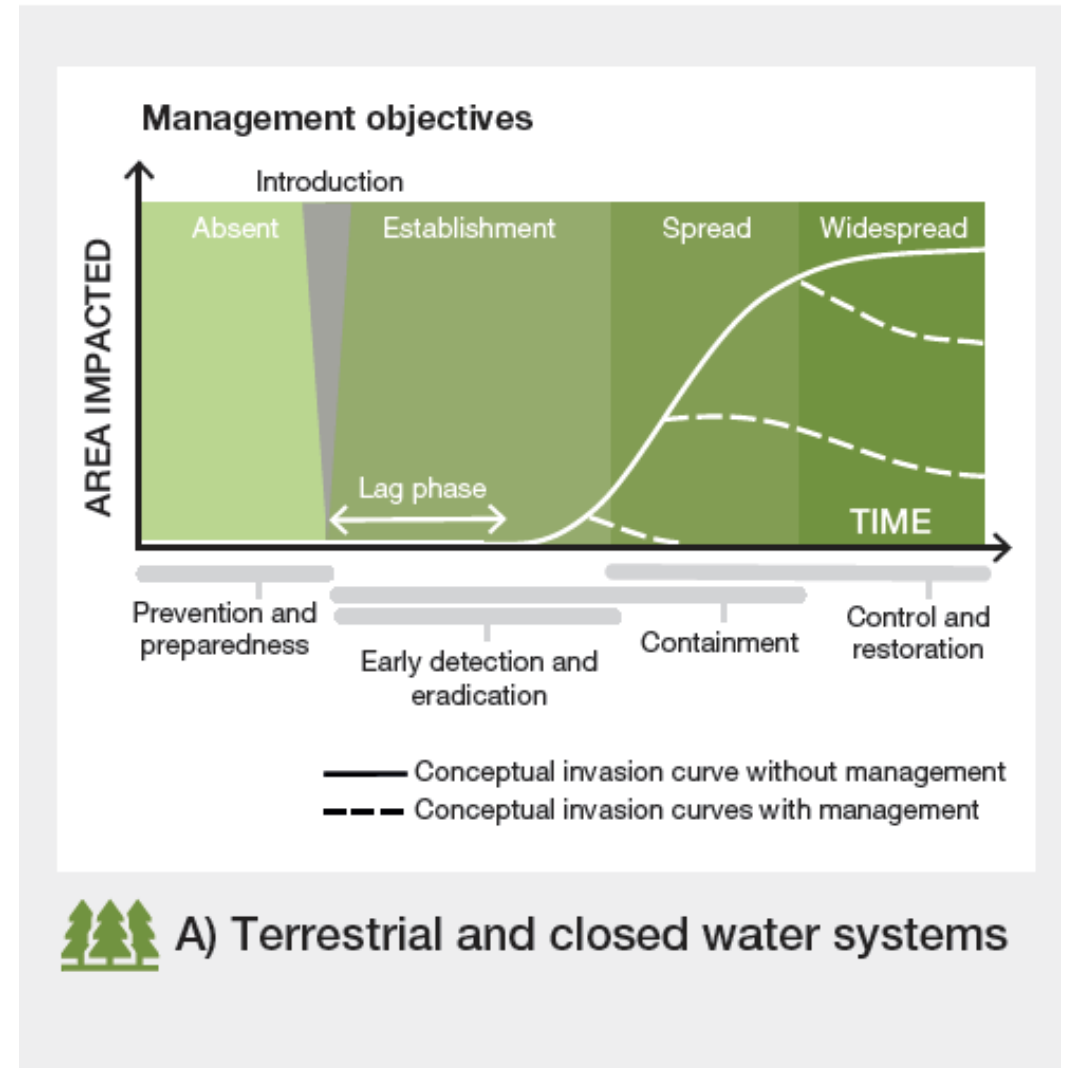 Management objectives
Introduction
Absent
Establishment
Spread
Widespread
AREA IMPACTED
Lag phase
TIME
Prevention and
preparedness
Early detection and
eradication
Containment
Control and
restoration
Conceptual invasion curve without management
Conceptual invasion curves with management
A) Terrestrial and closed water systems